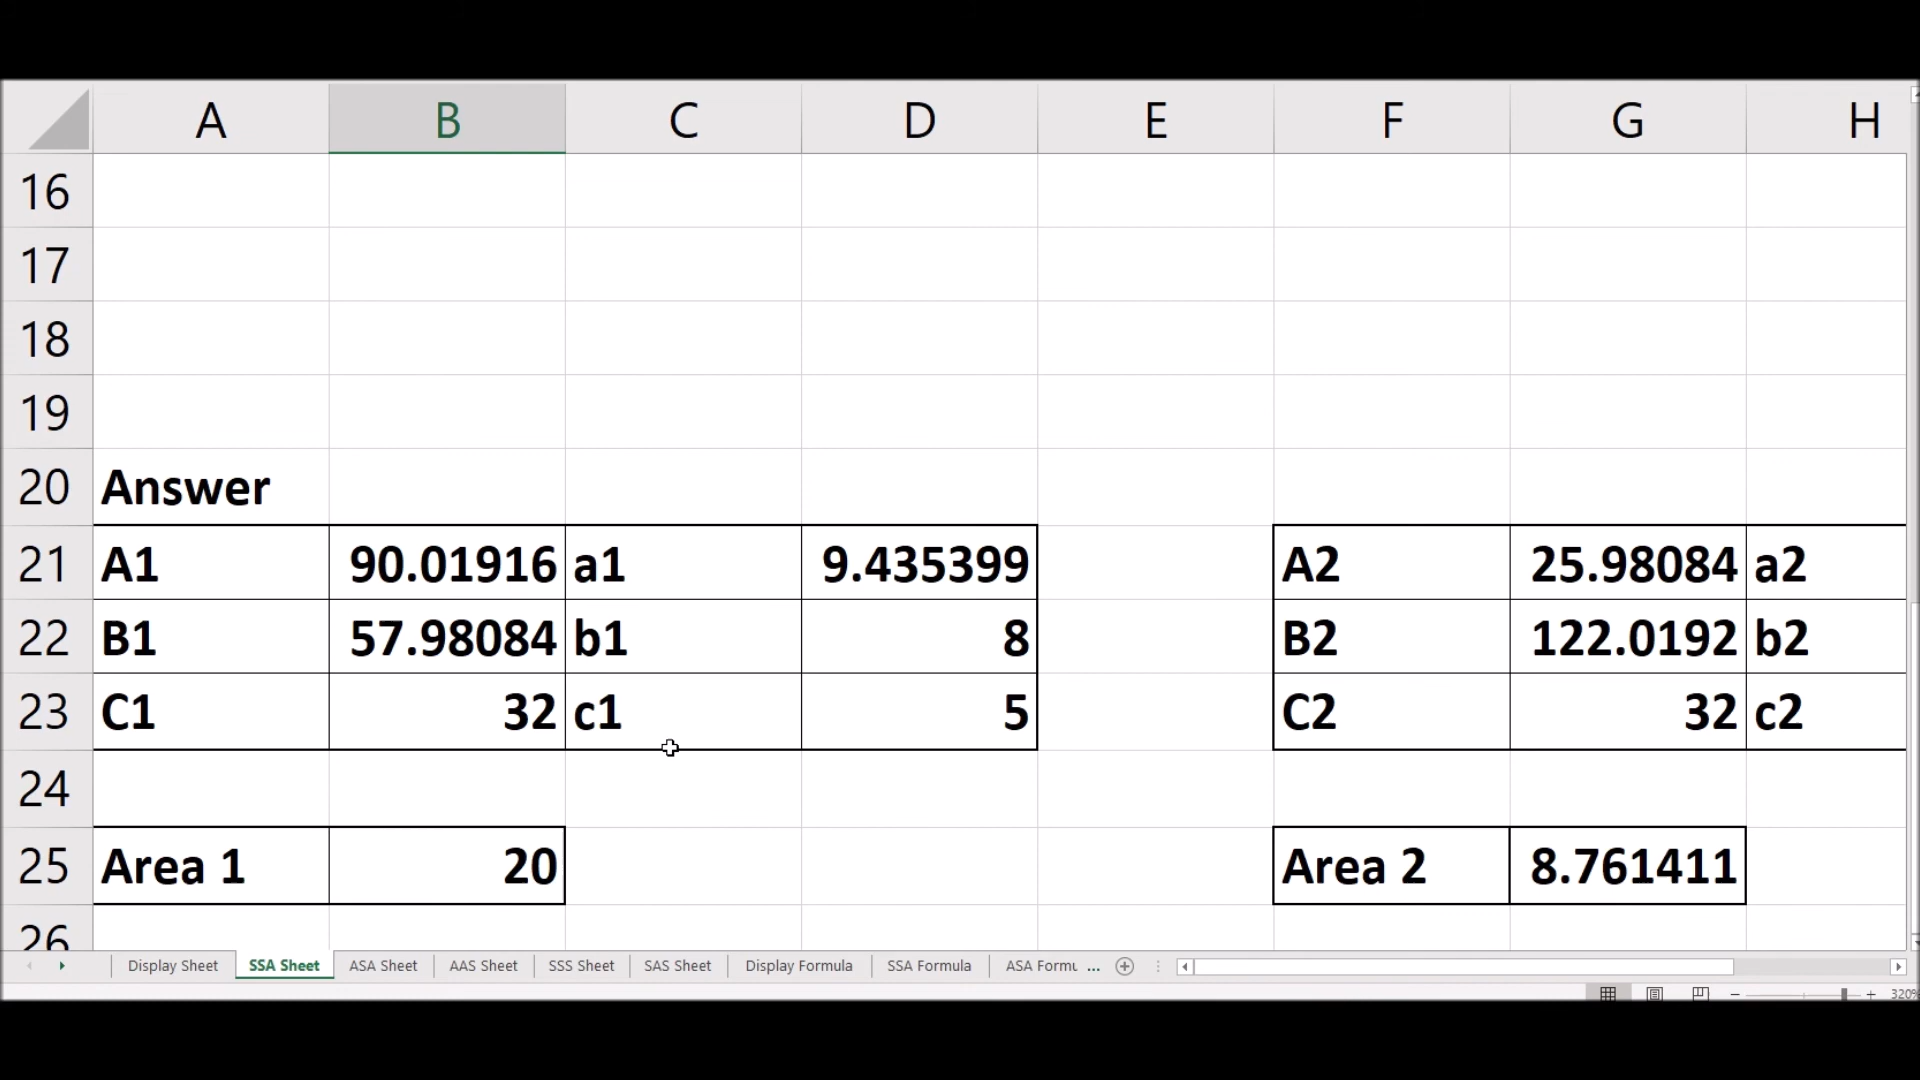 A B C D E F G H
16
17
18
19
20 Answer
21 A1 90.01916 a1 9.435399 A2 25.98084 a2
22 B1 57.98084 b1 8 B2 122.0192 b2
23 C1 32 c1 5 C2 32 c2
24
25 Area 1 20 Area 2 8.761411
26
Display Sheet SSA Sheet ASA Sheet AAS Sheet SSS Sheet SAS Sheet Display Formula SSA Formula ASA Formu ...
320%